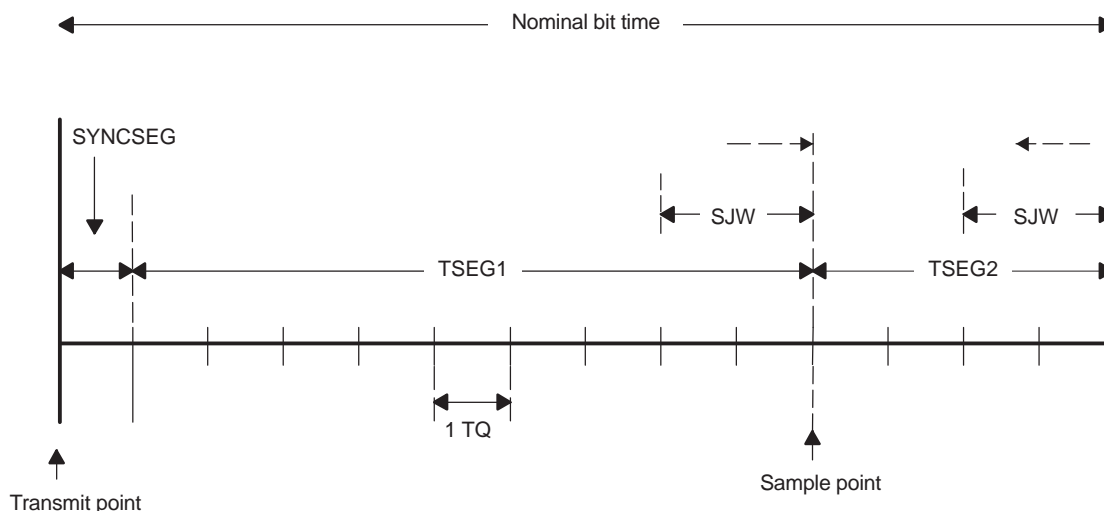 Nominal bit time
SYNCSEG
SJW
SJW
TSEG1
TSEG2
1 TQ
Sample point
Transmit point